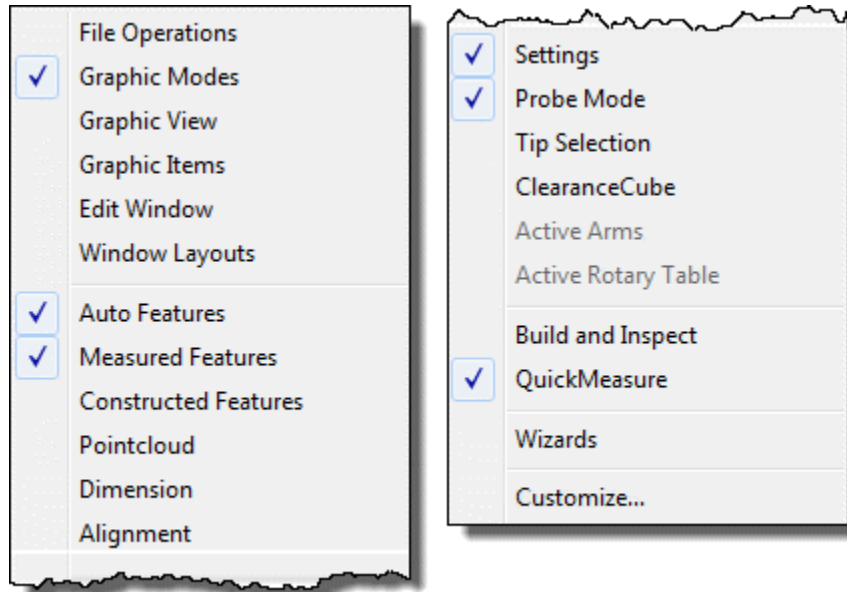 File Operations
Graphic Modes
Graphic View
Graphic Items
Edit Window
Window Layouts
Auto Features
Measured Features
Constructed Features
Pointcloud
Dimension
Alignment
Settings
Probe Mode
Tip Selection
ClearanceCube
Active Arms
Active Rotary Table
Build and Inspect
QuickMeasure
Wizards
Customize...